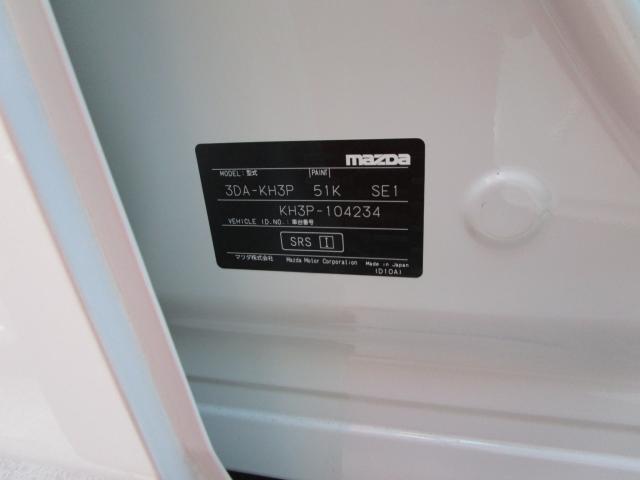 mazda
MODEL:型式 PAINT
3DA-KH3P 51K SE1
KH3P-104234
VEHICLE ID.NO.:車台番号
SRS I
マツダ株式会社 Mazda Motor Corporation Made in Japan
(D10A)